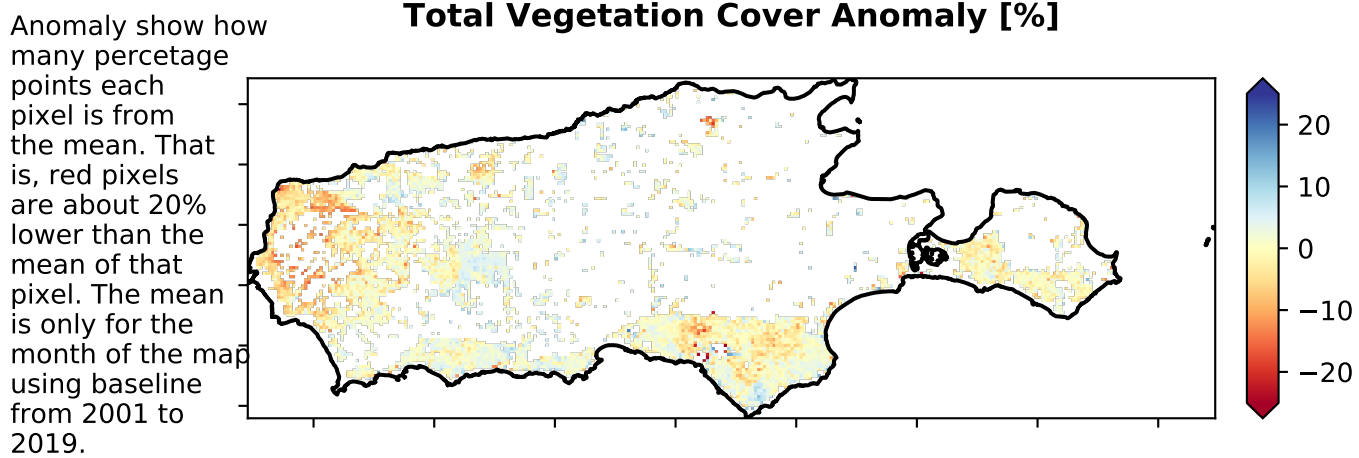 Total Vegetation Cover Anomaly [%]
Anomaly show how
many percetage
points each
pixel is from
the mean. That
is, red pixels
are about 20%
lower than the
mean of that
pixel. The mean
is only for the
month of the map
using baseline
from 2001 to
2019.
20
10
0
−10
−20